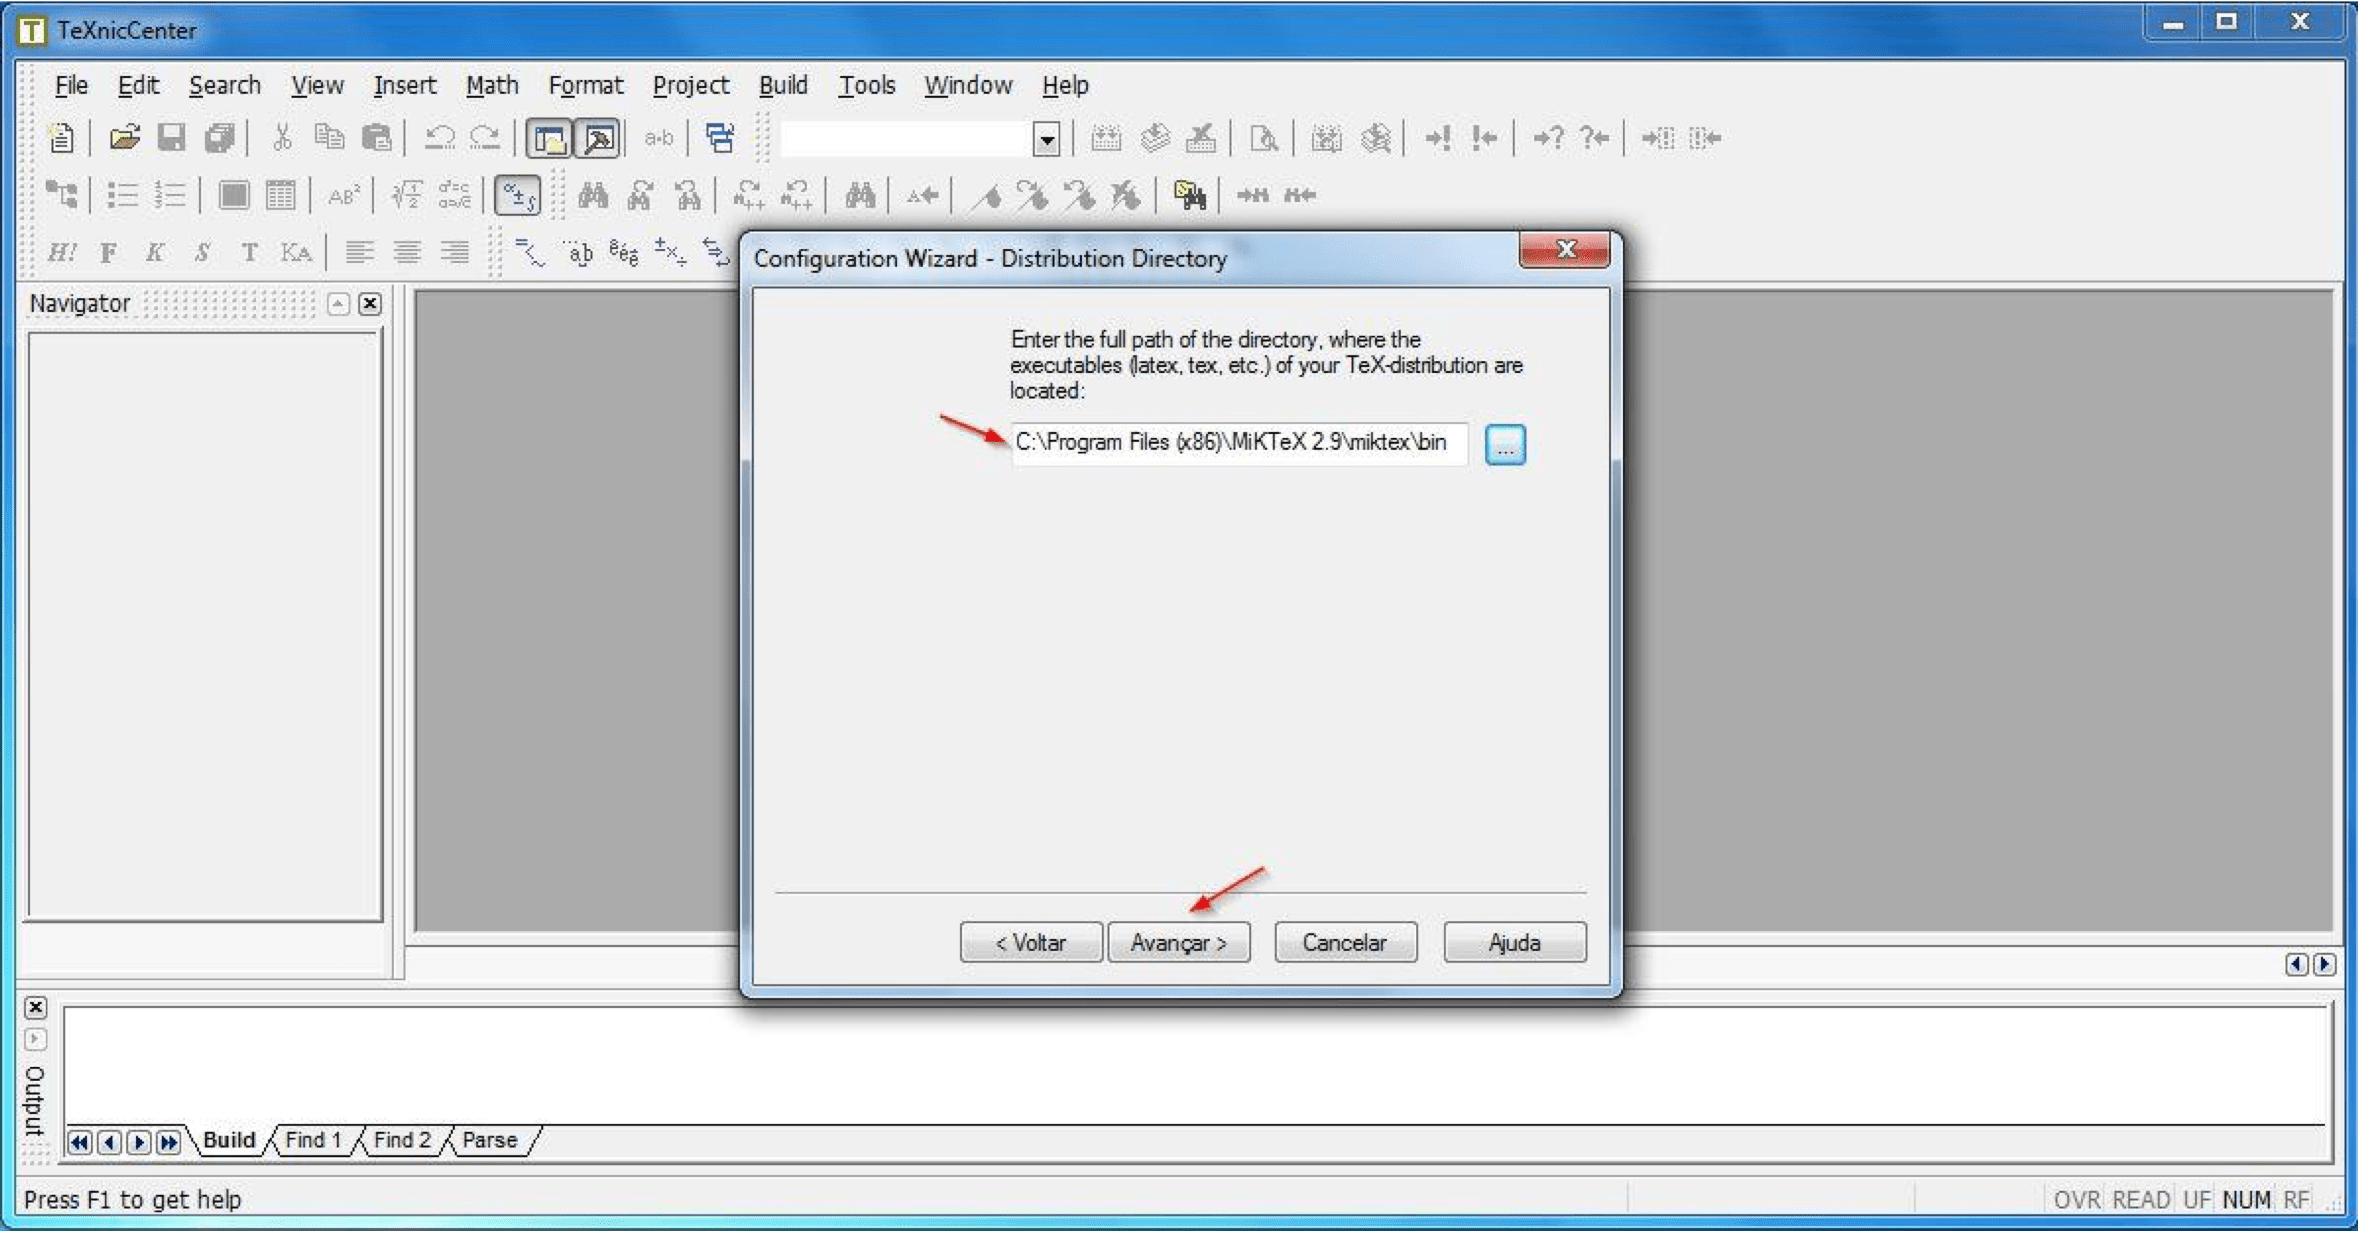 TeXnicCenter
File Edit Search View Insert Math Format Project Build Tools Window Help
a-b
AB²
H! F K S T KA
Navigator
Configuration Wizard - Distribution Directory
Enter the full path of the directory, where the
executables (latex, tex, etc.) of your TeX-distribution are
located:
C:\Program Files (x86)\MiKTeX 2.9\miktex\bin
...
< Voltar Avançar > Cancelar Ajuda
Output
Build Find 1 Find 2 Parse
Press F1 to get help
OVR READ UF NUM RF